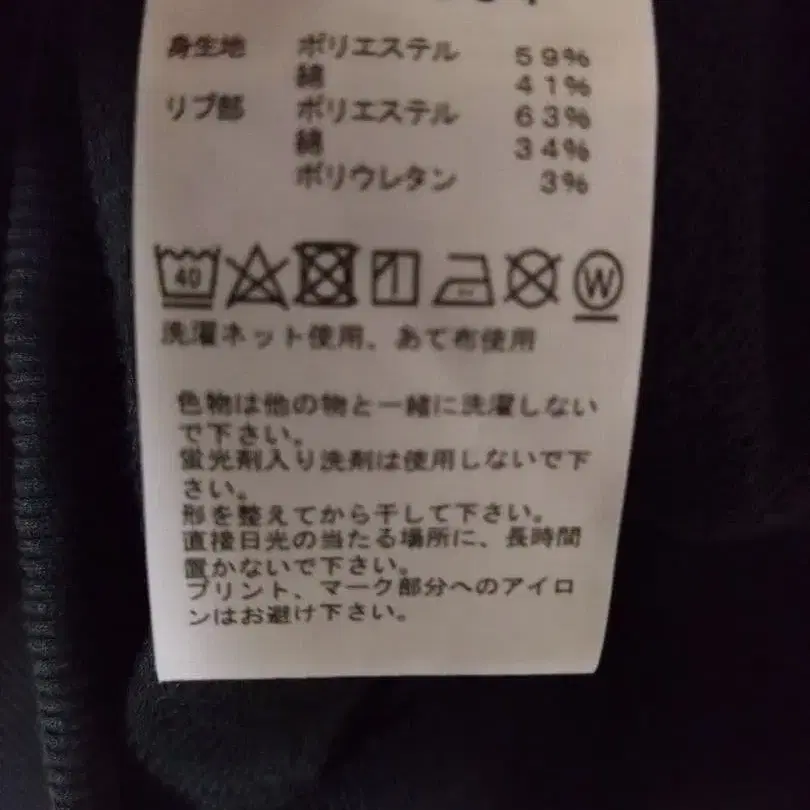 身生地 ポリエステル 59%
綿 41%
リブ部 ポリエステル 63%
綿 34%
ポリウレタン 3%
40
W
洗濯ネット使用、あて布使用
色物は他の物と一緒に洗濯しない
で下さい。
蛍光剤入り洗剤は使用しないで下
さい。
形を整えてから干して下さい。
直接日光の当たる場所に、長時間
置かないで下さい。
プリント、マーク部分へのアイロ
ンはお避け下さい。